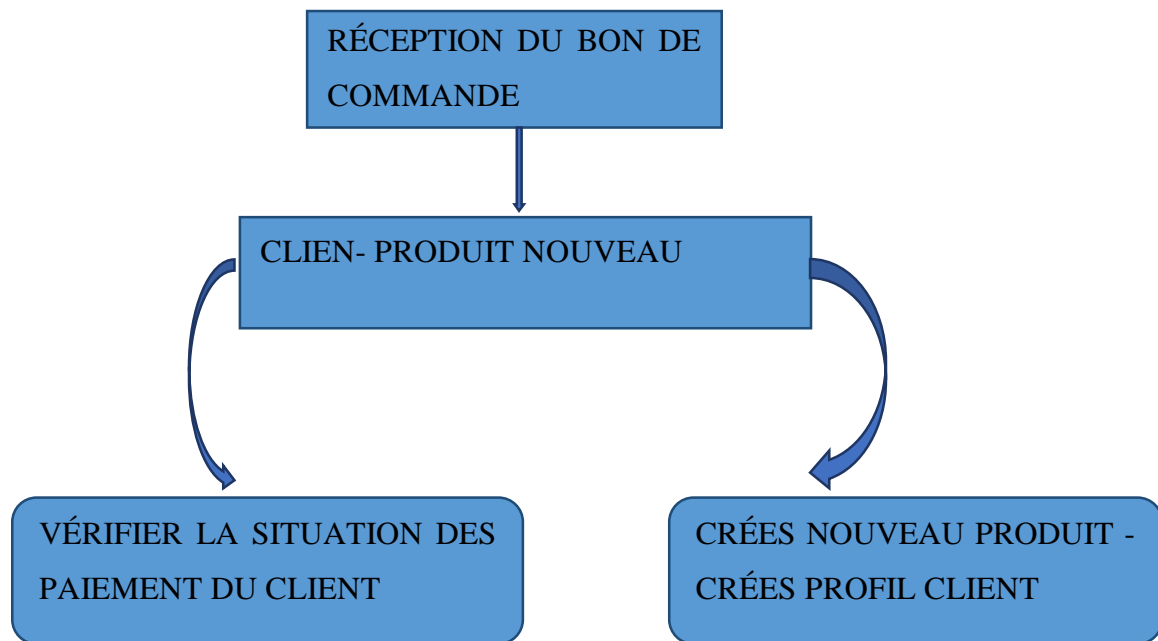 RÉCEPTION DU BON DE
COMMANDE
CLIEN- PRODUIT NOUVEAU
VÉRIFIER LA SITUATION DES
PAIEMENT DU CLIENT
CRÉES NOUVEAU PRODUIT -
CRÉES PROFIL CLIENT